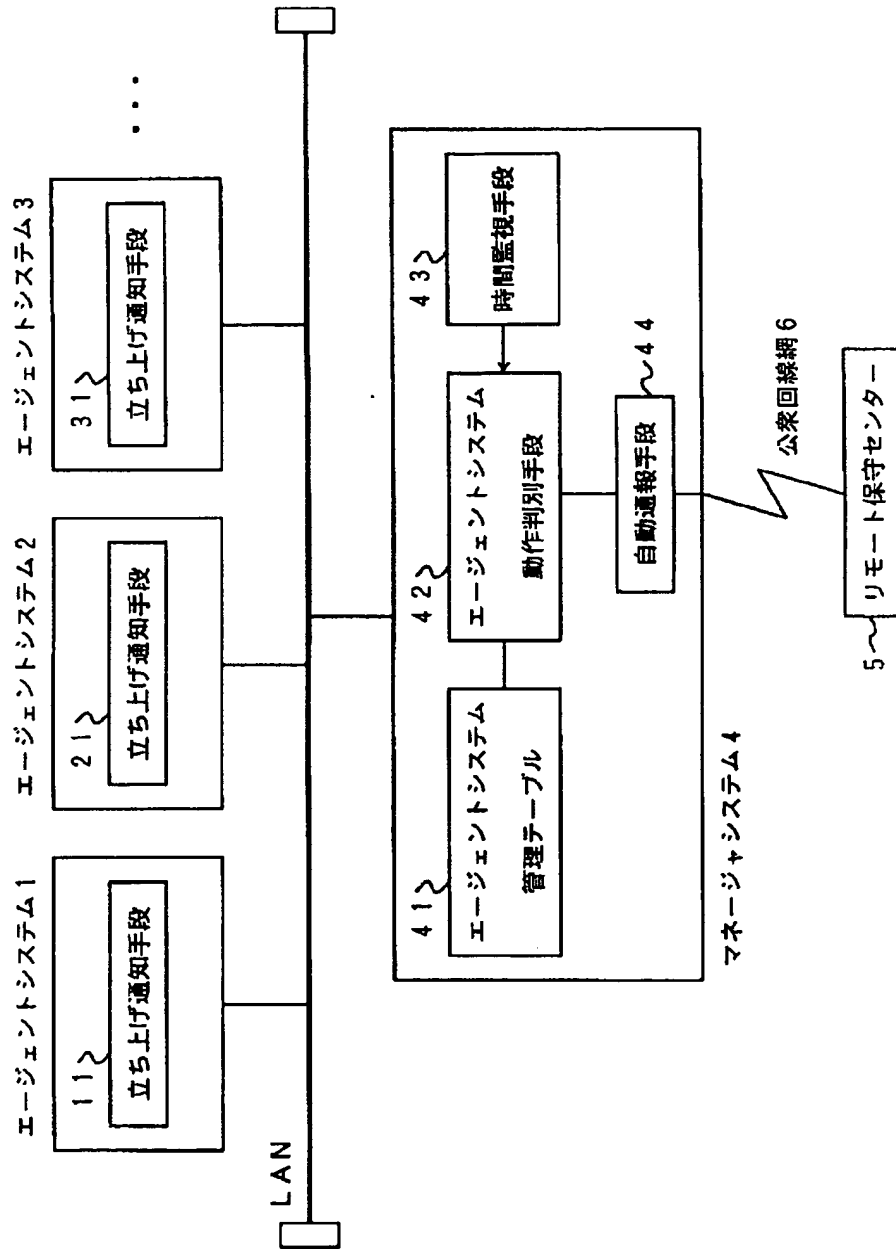 エージェントシステム1
11
立ち上げ通知手段
エージェントシステム2
21
立ち上げ通知手段
エージェントシステム3
31
立ち上げ通知手段
・・・
LAN
41
エージェントシステム
管理テーブル
42
エージェントシステム
動作判別手段
43
時間監視手段
自動通報手段
44
マネージャシステム4
公衆回線網6
5
リモート保守センター